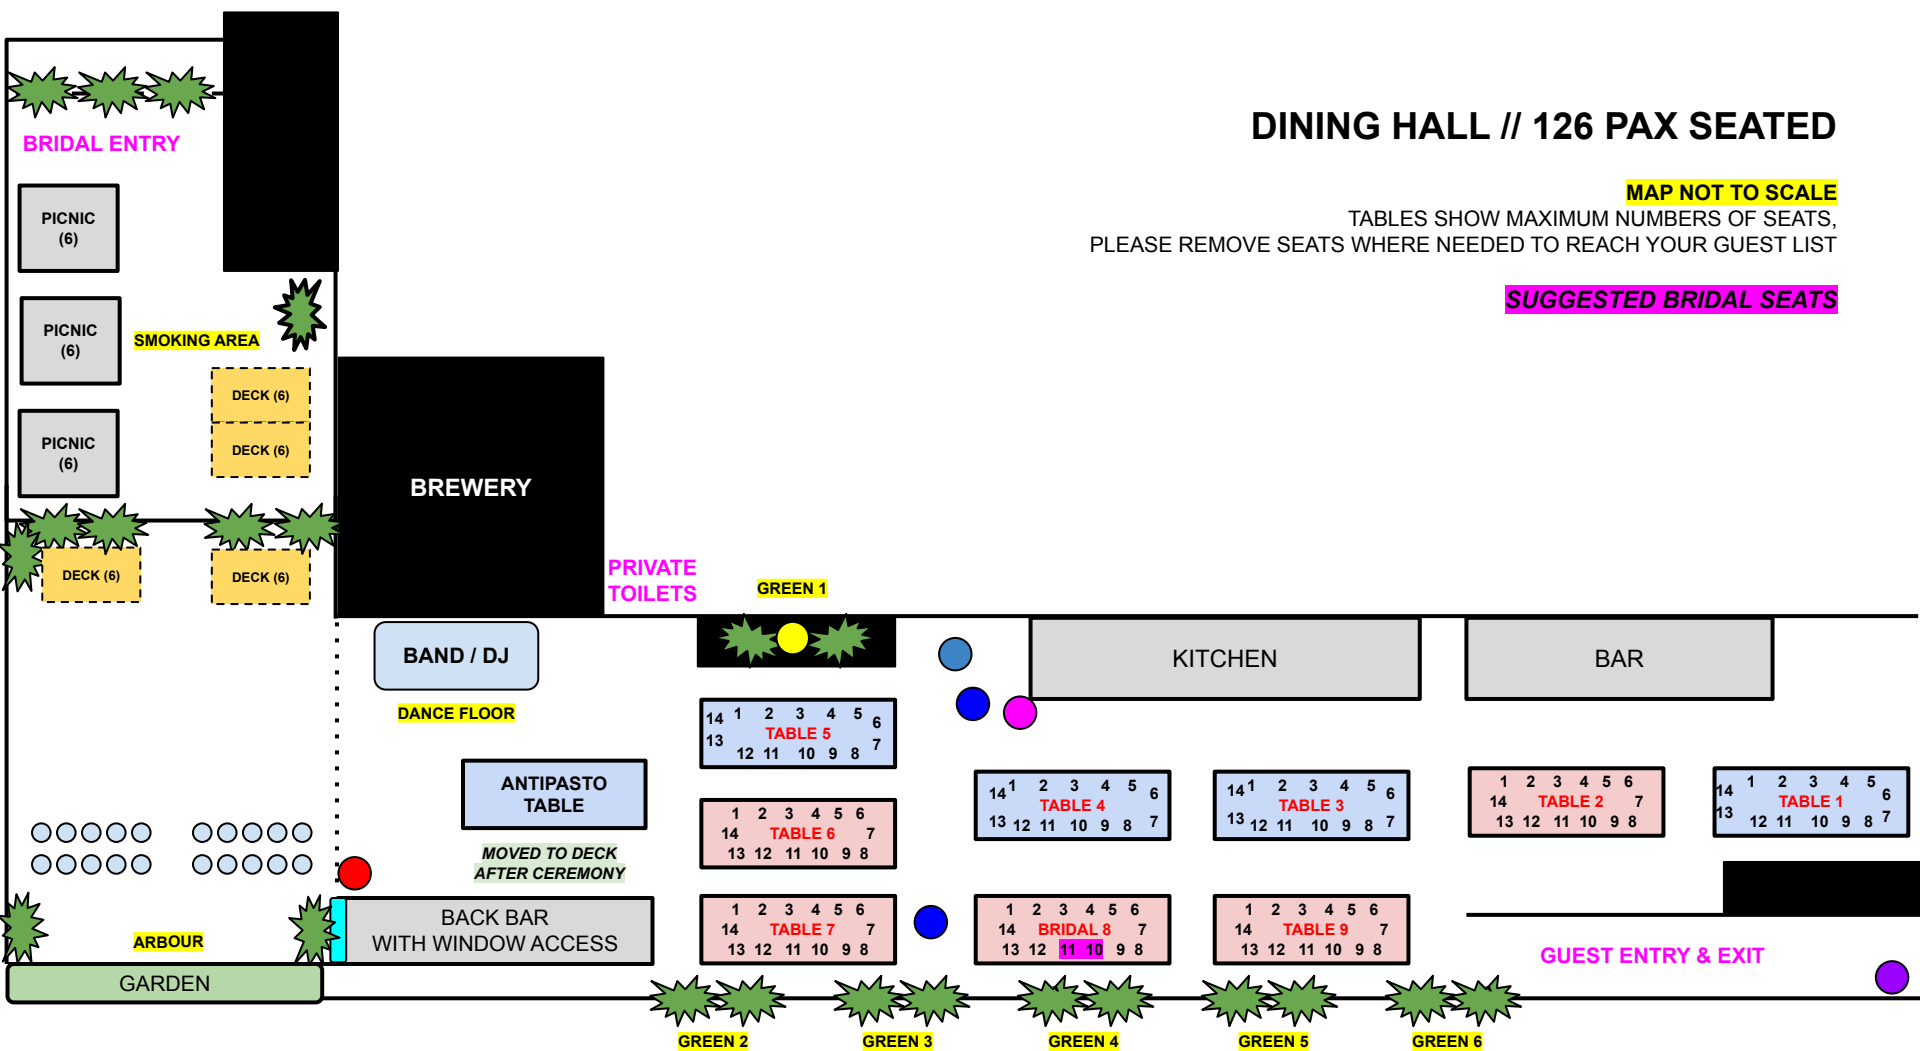 DINING HALL // 126 PAX SEATED
MAP NOT TO SCALE
TABLES SHOW MAXIMUM NUMBERS OF SEATS,
PLEASE REMOVE SEATS WHERE NEEDED TO REACH YOUR GUEST LIST
SUGGESTED BRIDAL SEATS
BRIDAL ENTRY
PICNIC
(6)
PICNIC
(6)
SMOKING AREA
PICNIC
(6)
DECK (6)
DECK (6)
DECK (6)
DECK (6)
BREWERY
PRIVATE
TOILETS
GREEN 1
BAND / DJ
DANCE FLOOR
KITCHEN
BAR
ANTIPASTO
TABLE
MOVED TO DECK
AFTER CEREMONY
14 1 2 3 4 5 6
TABLE 5
13 12 11 10 9 8 7
1 2 3 4 5 6
14 TABLE 6 7
13 12 11 10 9 8
14 1 2 3 4 5 6
TABLE 4
13 12 11 10 9 8 7
14 1 2 3 4 5 6
TABLE 3
13 12 11 10 9 8 7
1 2 3 4 5 6
14 TABLE 2 7
13 12 11 10 9 8
14 1 2 3 4 5 6
TABLE 1
13 12 11 10 9 8 7
1 2 3 4 5 6
14 TABLE 7 7
13 12 11 10 9 8
1 2 3 4 5 6
14 BRIDAL 8 7
13 12 11 10 9 8
1 2 3 4 5 6
14 TABLE 9 7
13 12 11 10 9 8
BACK BAR
WITH WINDOW ACCESS
ARBOUR
GARDEN
GUEST ENTRY & EXIT
GREEN 2
GREEN 3
GREEN 4
GREEN 5
GREEN 6